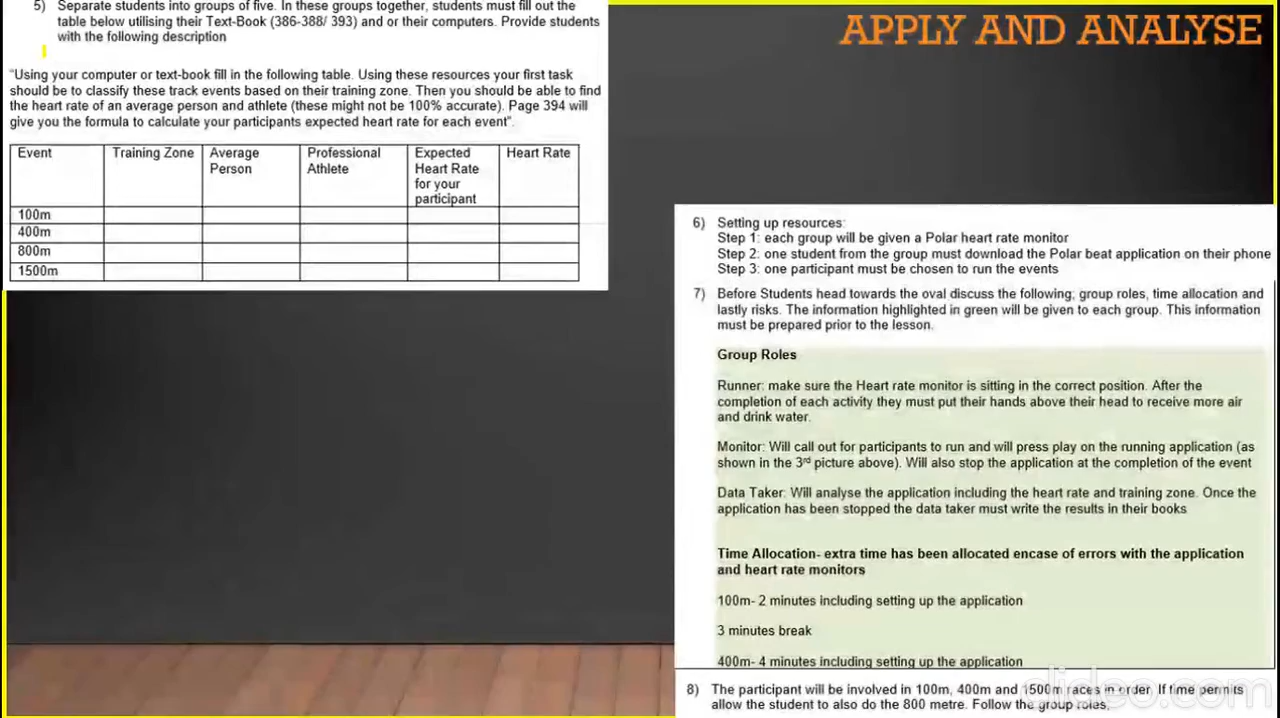 APPLY AND ANALYSE
5) Separate students into groups of five. In these groups together, students must fill out the
table below utilising their Text-Book (386-388/ 393) and or their computers. Provide students
with the following description
"Using your computer or text-book fill in the following table. Using these resources your first task
should be to classify these track events based on their training zone. Then you should be able to find
the heart rate of an average person and athlete (these might not be 100% accurate). Page 394 will
give you the formula to calculate your participants expected heart rate for each event".
Event Training Zone Average Professional Expected Heart Rate
Person Athlete Heart Rate
for your
participant
100m
400m
800m
1500m
6) Setting up resources:
Step 1: each group will be given a Polar heart rate monitor
Step 2: one student from the group must download the Polar beat application on their phone
Step 3: one participant must be chosen to run the events
7) Before Students head towards the oval discuss the following; group roles, time allocation and
lastly risks. The information highlighted in green will be given to each group. This information
must be prepared prior to the lesson.
Group Roles
Runner: make sure the Heart rate monitor is sitting in the correct position. After the
completion of each activity they must put their hands above their head to receive more air
and drink water.
Monitor: Will call out for participants to run and will press play on the running application (as
shown in the 3rd picture above). Will also stop the application at the completion of the event
Data Taker: Will analyse the application including the heart rate and training zone. Once the
application has been stopped the data taker must write the results in their books
Time Allocation- extra time has been allocated encase of errors with the application
and heart rate monitors
100m- 2 minutes including setting up the application
3 minutes break
400m- 4 minutes including setting up the application
8) The participant will be involved in 100m, 400m and 1500m races in order. If time permits
allow the student to also do the 800 metre. Follow the group roles;
clideo.com